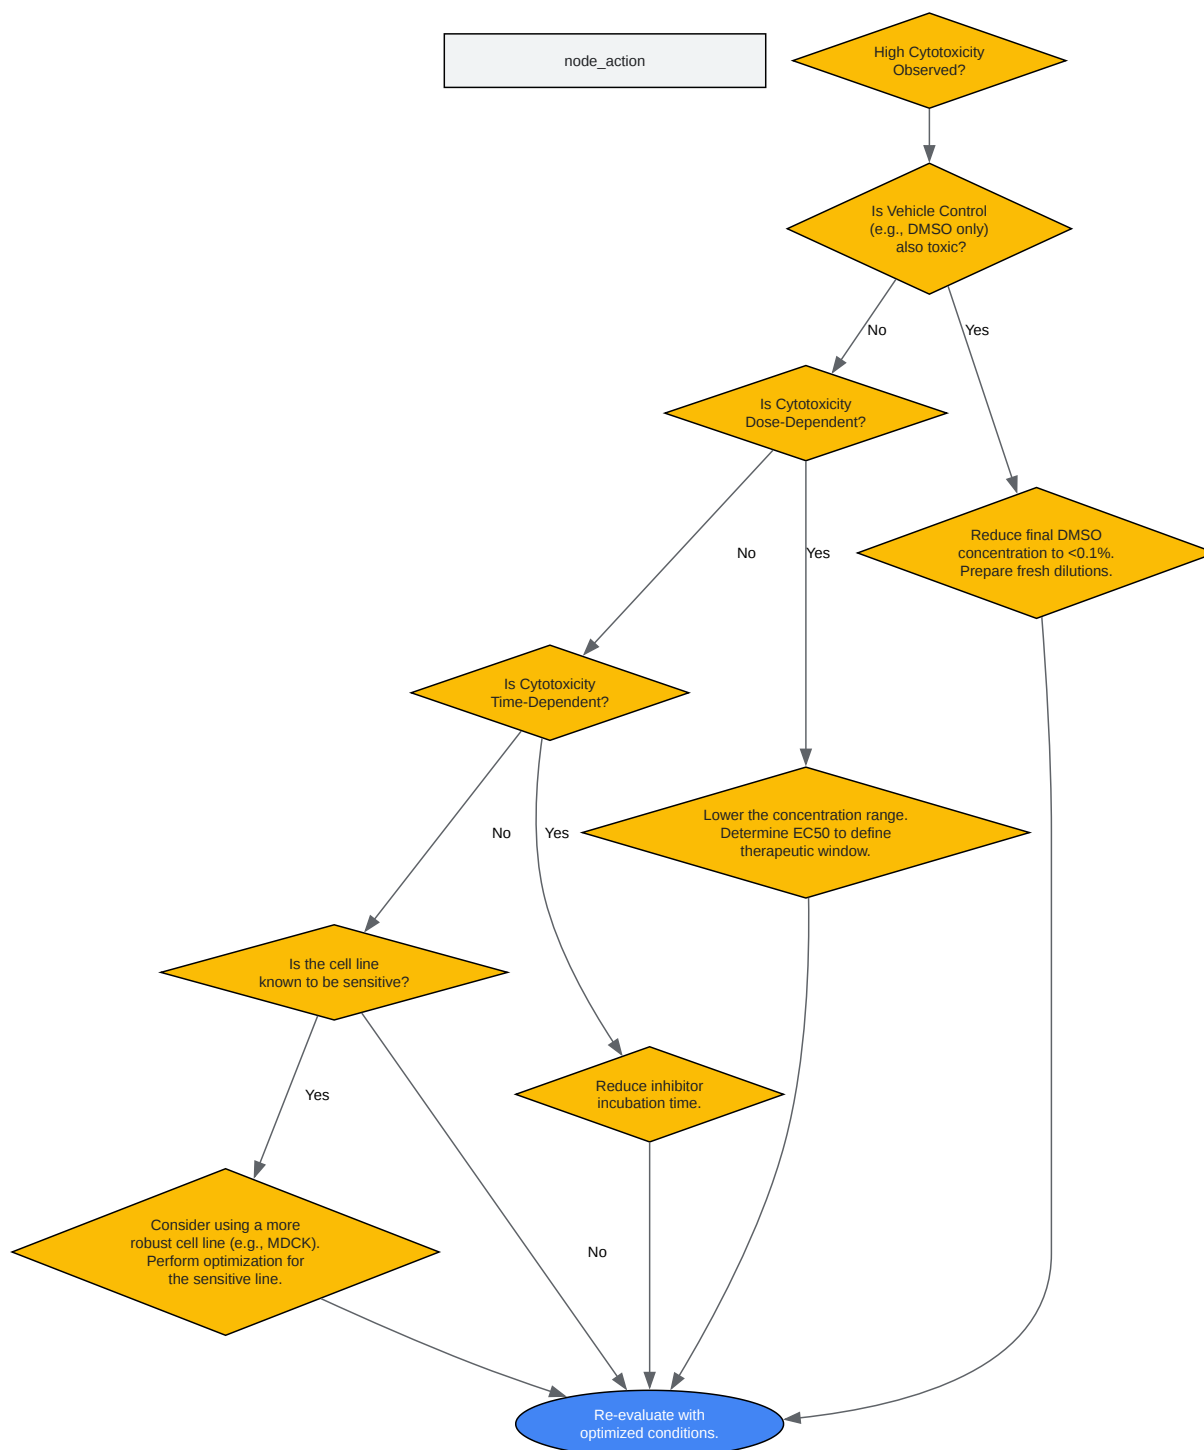 node_action
High Cytotoxicity
Observed?
Is Vehicle Control
(e.g., DMSO only)
also toxic?
No
Yes
Is Cytotoxicity
Dose-Dependent?
Reduce final DMSO
concentration to <0.1%.
Prepare fresh dilutions.
No
Yes
Is Cytotoxicity
Time-Dependent?
Lower the concentration range.
Determine EC50 to define
therapeutic window.
No
Yes
Is the cell line
known to be sensitive?
Reduce inhibitor
incubation time.
Yes
Consider using a more
robust cell line (e.g., MDCK).
Perform optimization for
the sensitive line.
No
Re-evaluate with
optimized conditions.